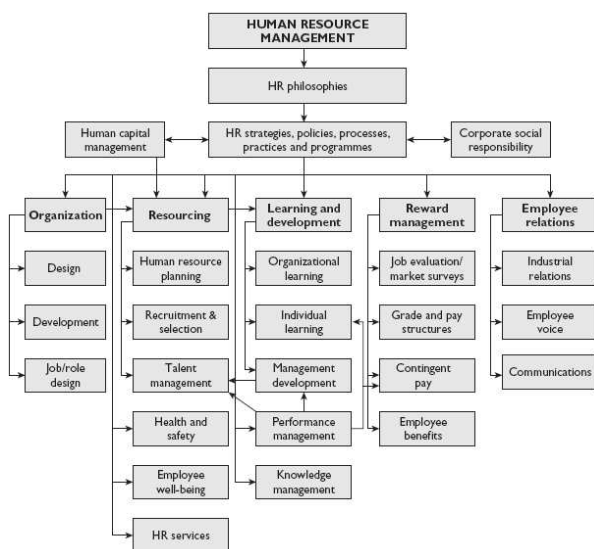 HUMAN RESOURCE
MANAGEMENT
HR philosophies
Human capital
management
HR strategies, policies, processes,
practices and programmes
Corporate social
responsibility
Organization
Resourcing
Learning and
development
Reward
management
Employee
relations
Design
Human resource
planning
Organizational
learning
Job evaluation/
market surveys
Industrial
relations
Development
Recruitment &
selection
Individual
learning
Grade and pay
structures
Employee
voice
Job/role
design
Talent
management
Management
development
Contingent
pay
Communications
Health and
safety
Performance
management
Employee
benefits
Employee
well-being
Knowledge
management
HR services